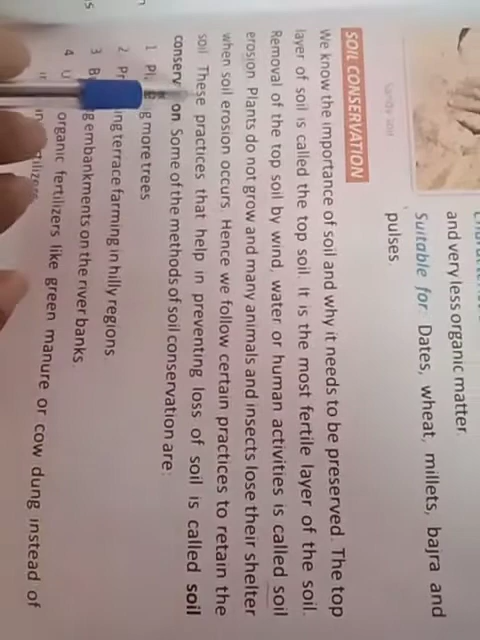 and very less organic matter.
Suitable for: Dates, wheat, millets, bajra and
pulses.
Sandy soil
SOIL CONSERVATION
We know the importance of soil and why it needs to be preserved. The top
layer of soil is called the top soil. It is the most fertile layer of the soil.
Removal of the top soil by wind, water or human activities is called soil
erosion. Plants do not grow and many animals and insects lose their shelter
when soil erosion occurs. Hence we follow certain practices to retain the
soil. These practices that help in preventing loss of soil is called soil
on. Some of the methods of soil conservation are:
1 more trees
2 terrace farming in hilly regions.
3 embankments on the river banks.
4 organic fertilizers like green manure or cow dung instead of